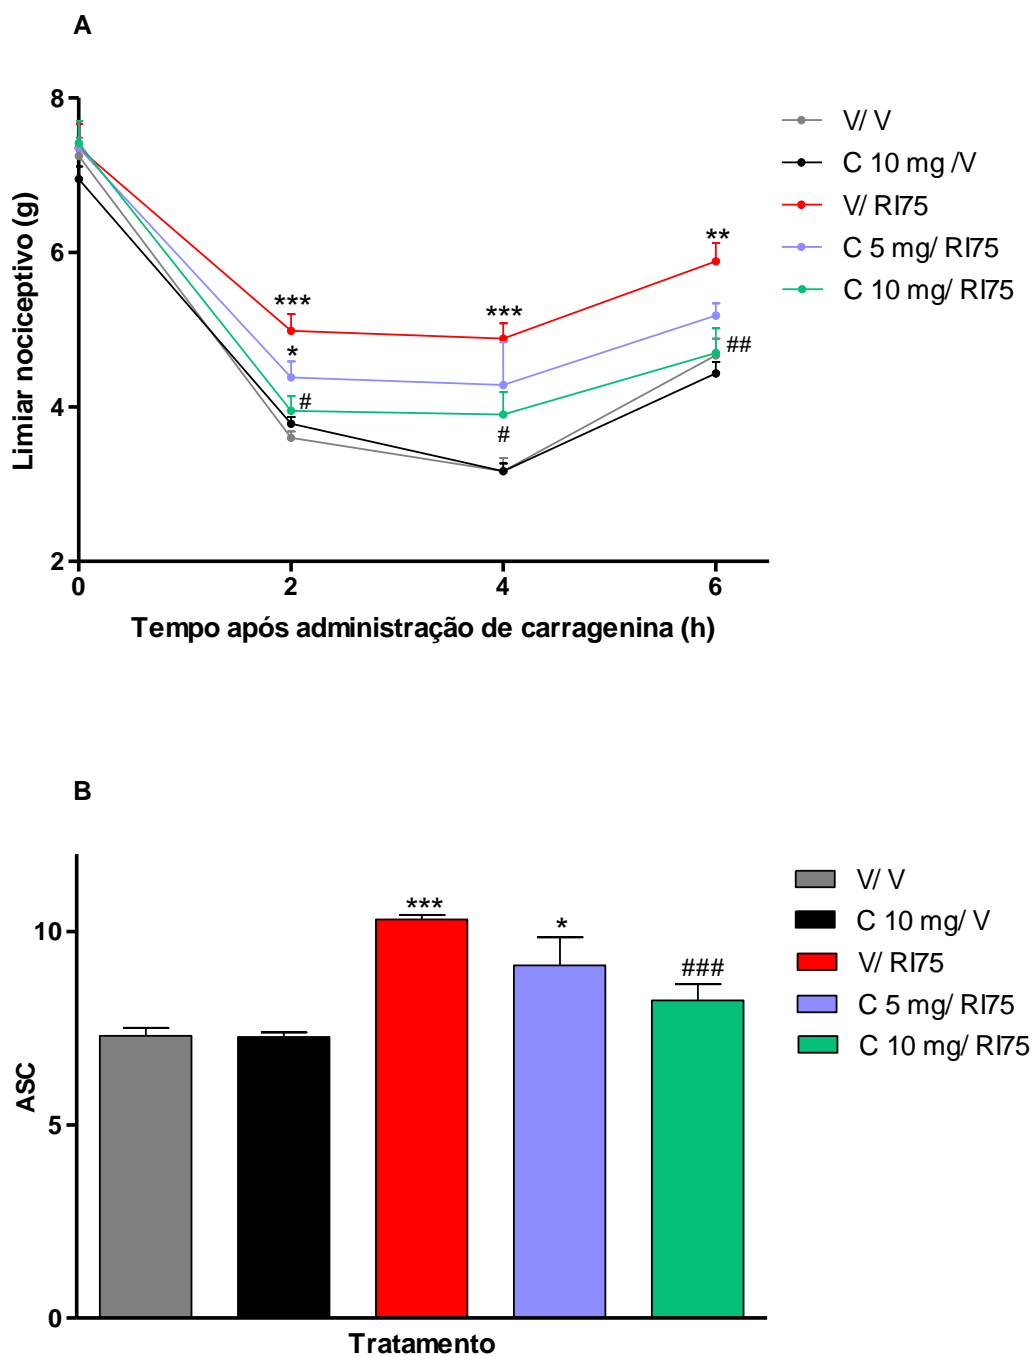 A
8
6
4
2
Limiar nociceptivo (g)
0 2 4 6
Tempo após administração de carragenina (h)
***
*
#
***
#
**
##
V/ V
C 10 mg /V
V/ RI75
C 5 mg/ RI75
C 10 mg/ RI75
B
10
5
0
ASC
***
*
###
Tratamento
V/ V
C 10 mg/ V
V/ RI75
C 5 mg/ RI75
C 10 mg/ RI75